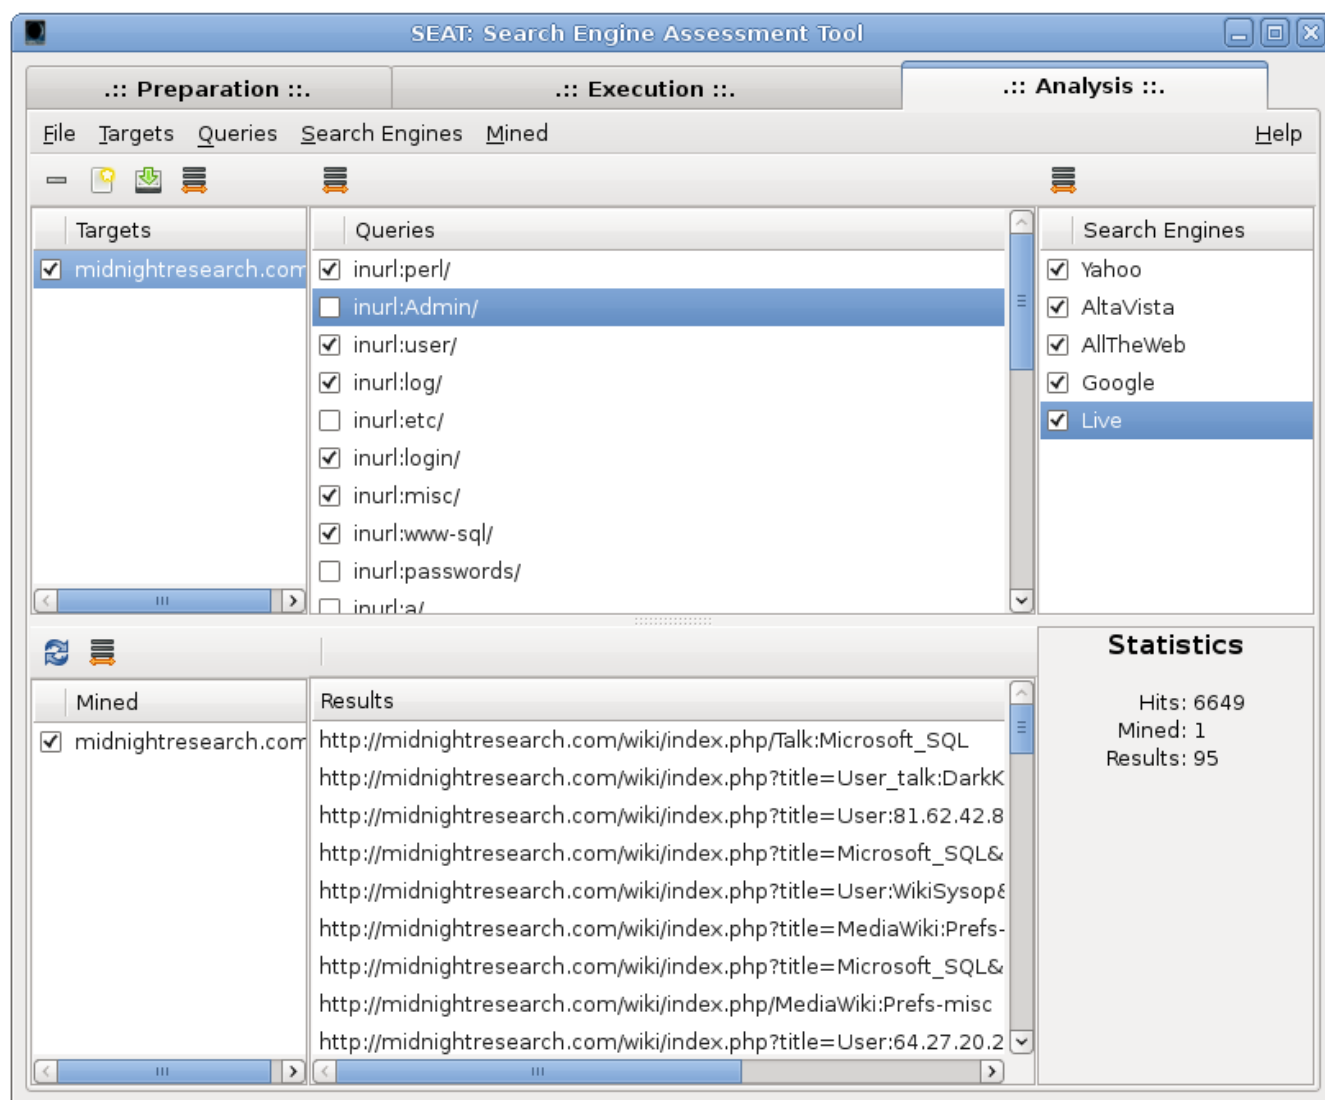 SEAT: Search Engine Assessment Tool
.:: Preparation ::.
.:: Execution ::.
.:: Analysis ::.
File Targets Queries Search Engines Mined Help
Targets
midnightresearch.com
Queries
inurl:perl/
inurl:Admin/
inurl:user/
inurl:log/
inurl:etc/
inurl:login/
inurl:misc/
inurl:www-sql/
inurl:passwords/
inurl:a/
Search Engines
Yahoo
AltaVista
AllTheWeb
Google
Live
Mined
midnightresearch.com
Results
http://midnightresearch.com/wiki/index.php/Talk:Microsoft_SQL
http://midnightresearch.com/wiki/index.php?title=User_talk:DarkK
http://midnightresearch.com/wiki/index.php?title=User:81.62.42.8
http://midnightresearch.com/wiki/index.php?title=Microsoft_SQL&
http://midnightresearch.com/wiki/index.php?title=User:WikiSysop&
http://midnightresearch.com/wiki/index.php?title=MediaWiki:Prefs-
http://midnightresearch.com/wiki/index.php?title=Microsoft_SQL&
http://midnightresearch.com/wiki/index.php/MediaWiki:Prefs-misc
http://midnightresearch.com/wiki/index.php?title=User:64.27.20.2
Statistics
Hits: 6649
Mined: 1
Results: 95